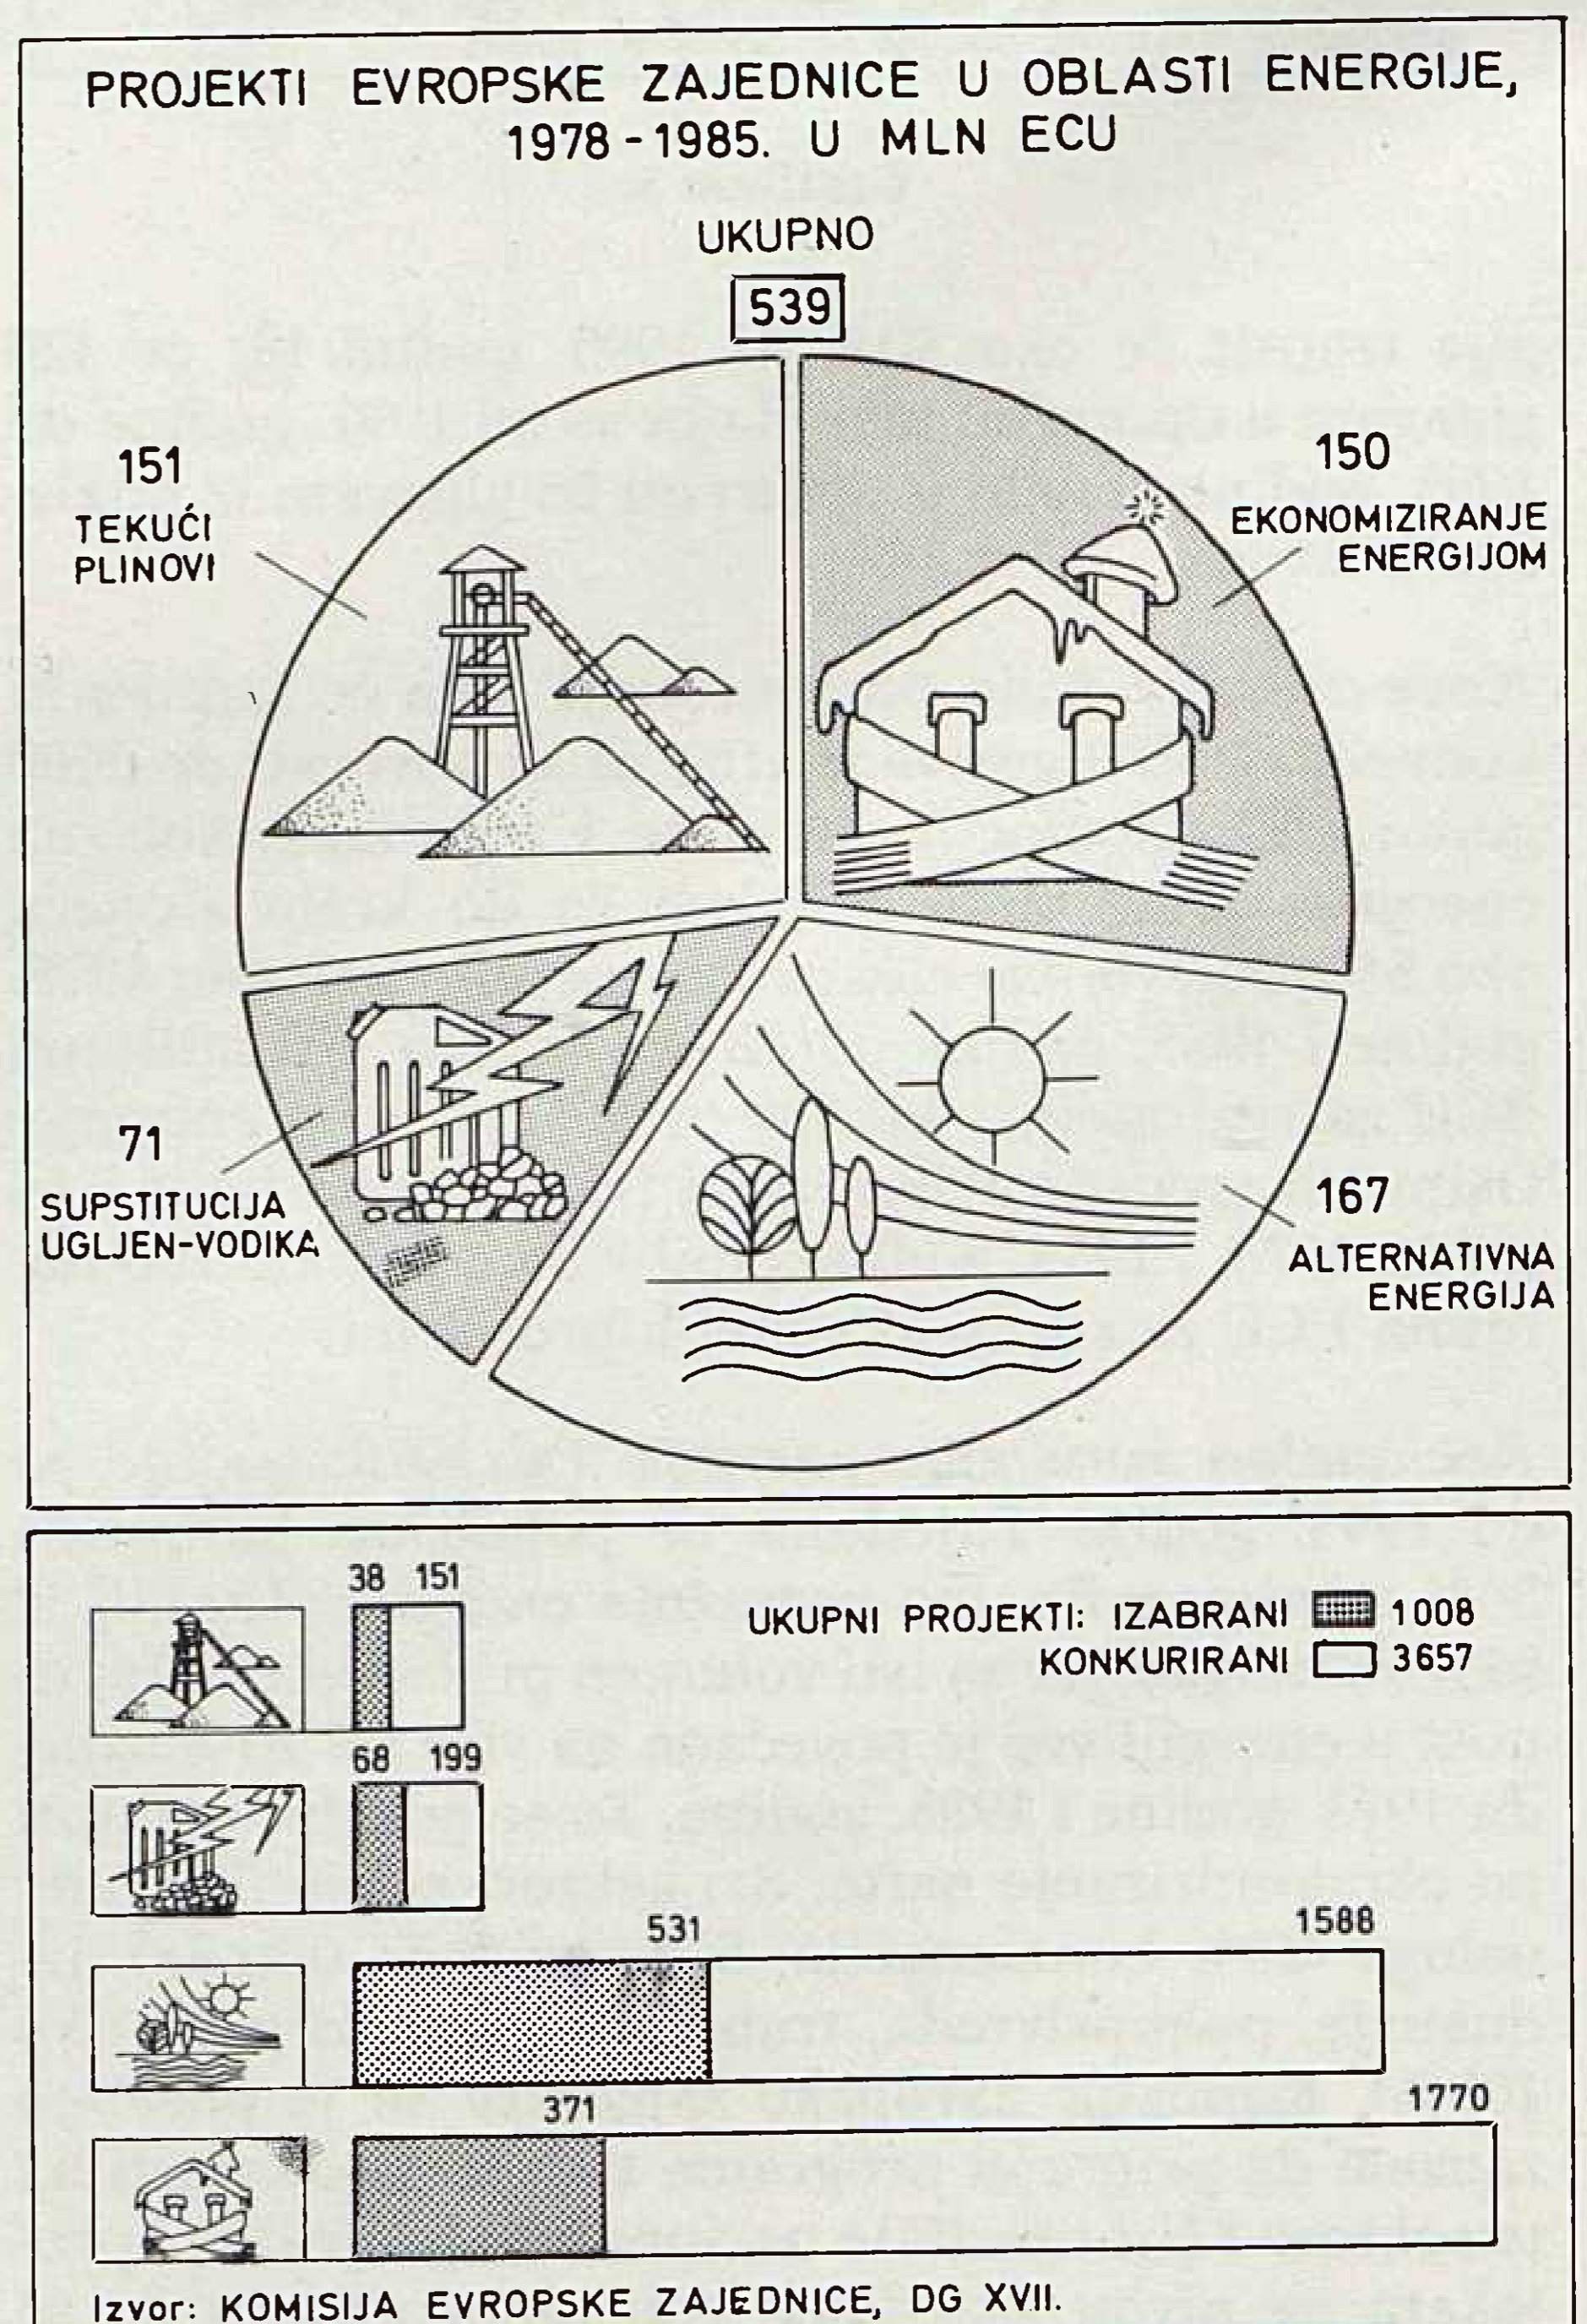 PROJEKTI EVROPSKE ZAJEDNICE U OBLASTI ENERGIJE,
1978-1985. U MLN ECU
UKUPNO
539
151
TEKUĆI
PLINOVI
150
EKONOMIZIRANJE
ENERGIJOM
71
SUPSTITUCIJA
UGLJEN-VODIKA
167
ALTERNATIVNA
ENERGIJA
38 151
UKUPNI PROJEKTI: IZABRANI 1008
KONKURIRANI 3657
68 199
531 1588
371 1770
Izvor: KOMISIJA EVROPSKE ZAJEDNICE, DG XVII.